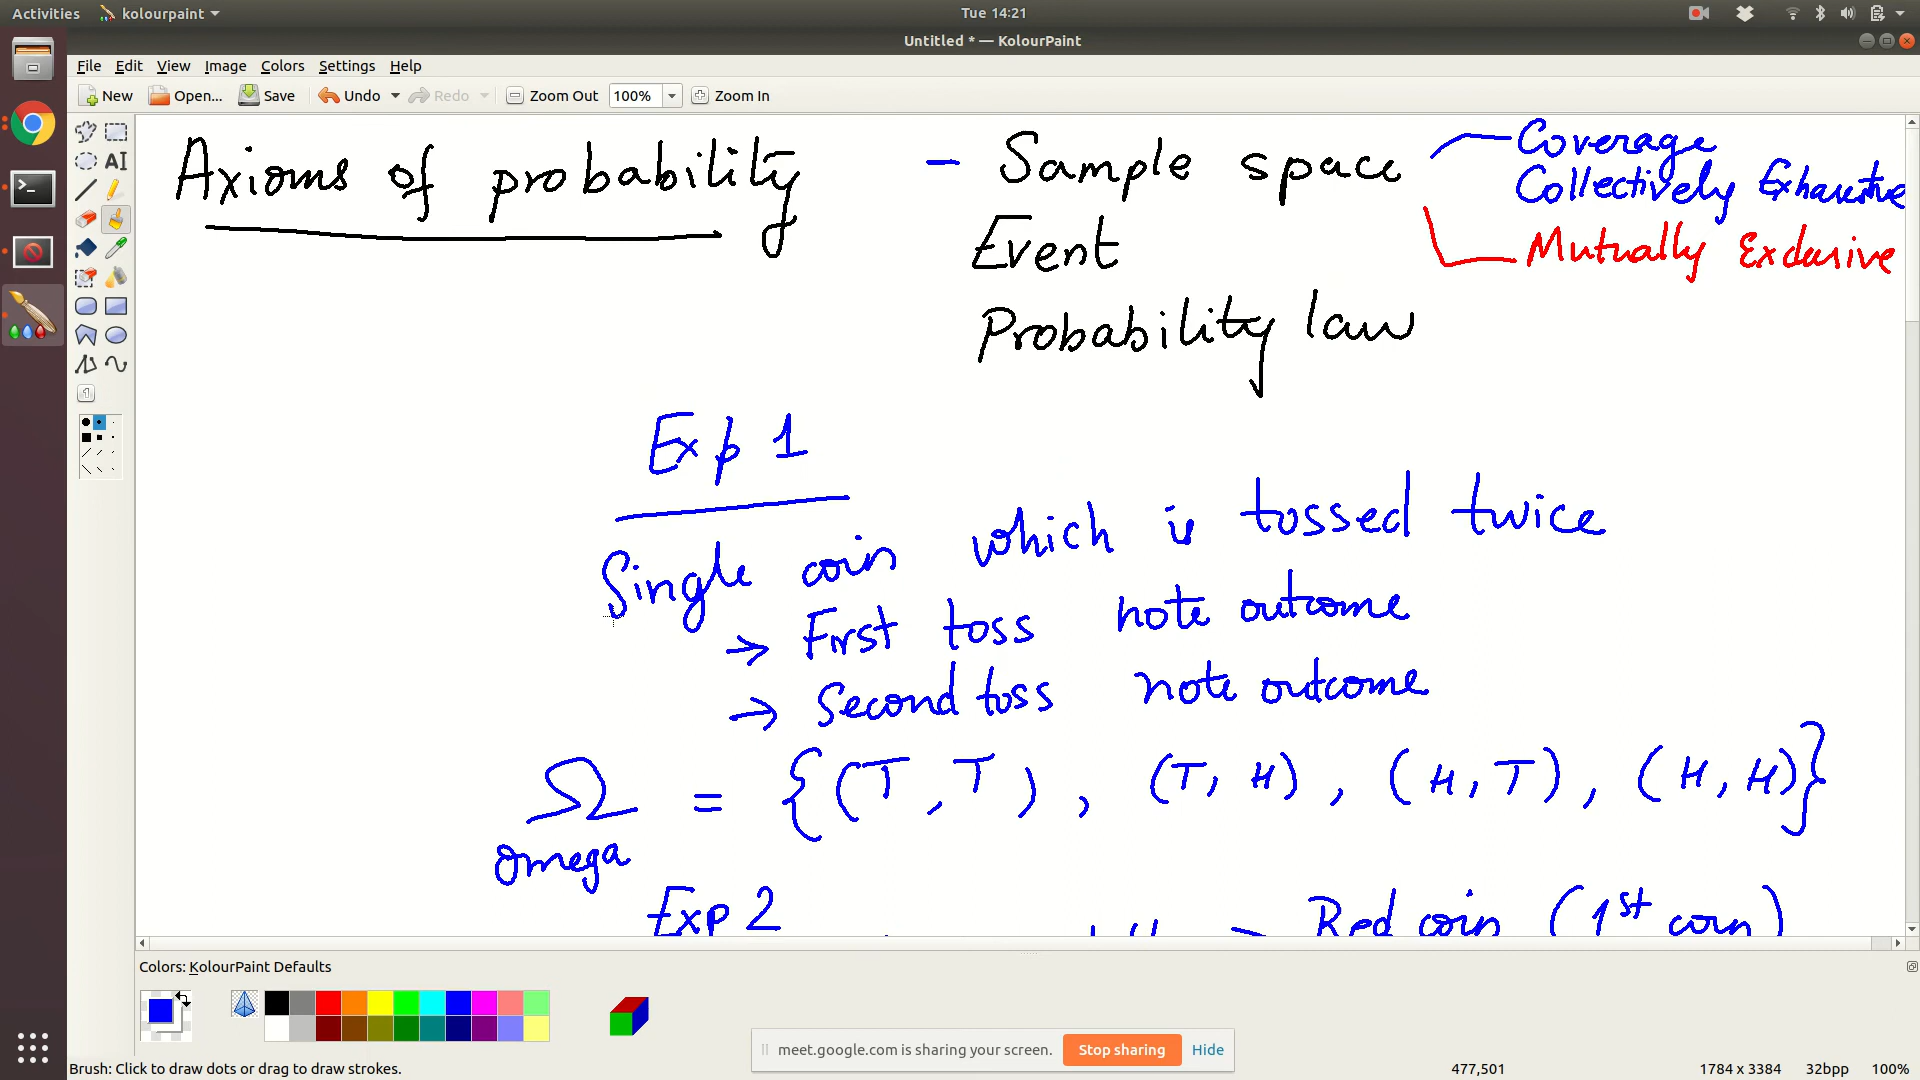 Activities kolourpaint Tue 14:21
Untitled * — KolourPaint
File Edit View Image Colors Settings Help
New Open... Save Undo Redo Zoom Out 100% Zoom In
Axioms of probability
- Sample space
Coverage
Collectively Exhaustive
Mutually Exclusive
Event
Probability law
Exp 1
Single coin which is tossed twice
→ First toss note outcome
→ Second toss note outcome
Ω = {(T, T), (T, H), (H, T), (H, H)}
omega
Exp 2
Red coin (1st coin)
Colors: KolourPaint Defaults
meet.google.com is sharing your screen. Stop sharing Hide
Brush: Click to draw dots or drag to draw strokes. 477,501 1784 x 3384 32bpp 100%